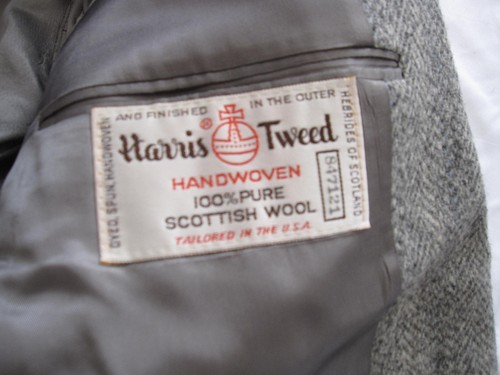 DYED, SPUN, HANDWOVEN
AND FINISHED IN THE OUTER
HEBRIDES OF SCOTLAND
Harris ® Tweed
HANDWOVEN
100% PURE
SCOTTISH WOOL
847121
TAILORED IN THE U.S.A.